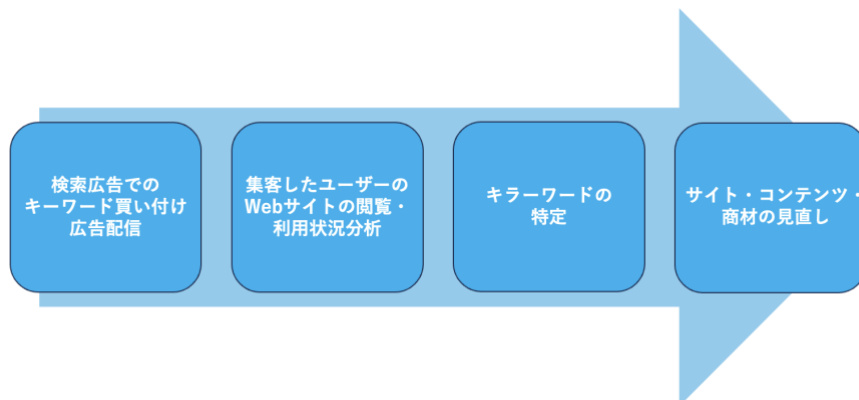 検索広告での
キーワード買い付け
広告配信
集客したユーザーの
Webサイトの閲覧・
利用状況分析
キラーワードの
特定
サイト・コンテンツ・
商材の見直し